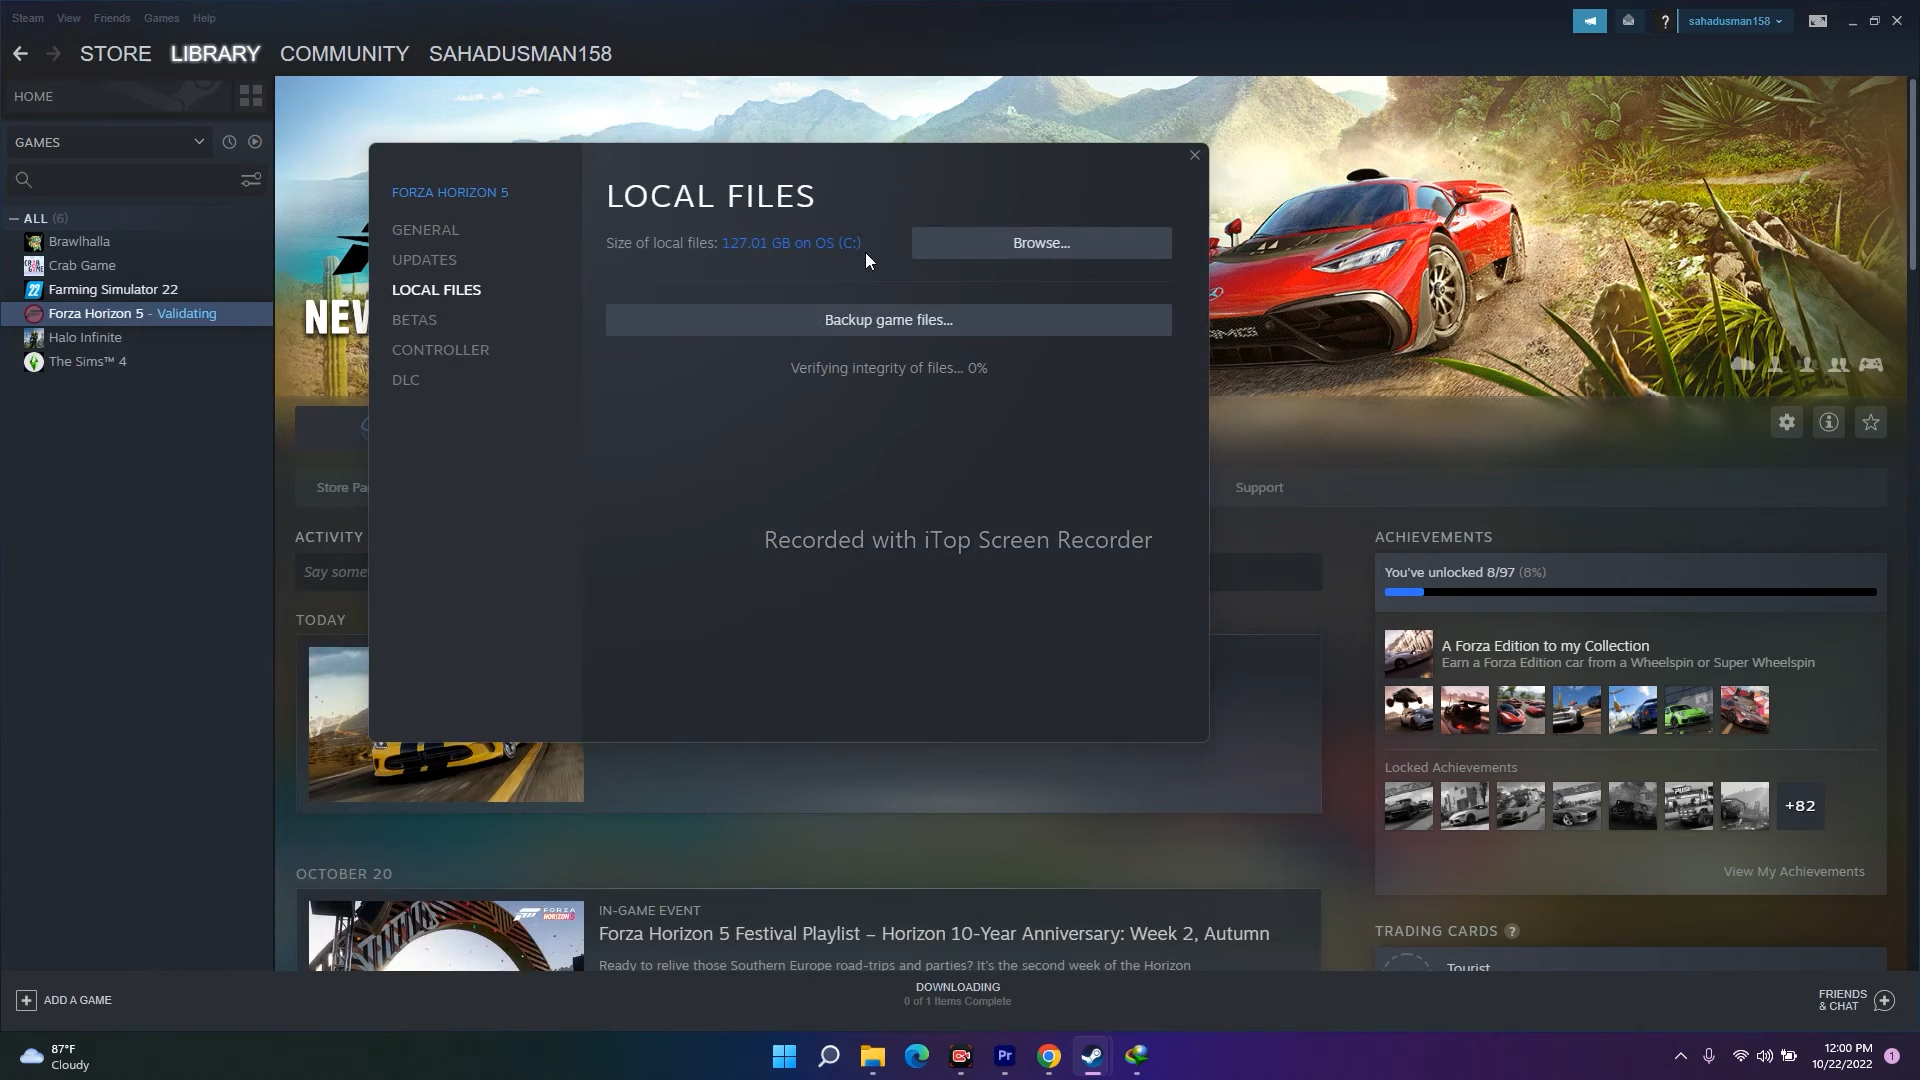 Steam View Friends Games Help
sahadusman158
STORE LIBRARY COMMUNITY SAHADUSMAN158
HOME
GAMES
ALL (6)
Brawlhalla
Crab Game
Farming Simulator 22
Forza Horizon 5 - Validating
Halo Infinite
The Sims™ 4
ADD A GAME
NEW
FORZA HORIZON 5
GENERAL
UPDATES
LOCAL FILES
BETAS
CONTROLLER
DLC
LOCAL FILES
Size of local files: 127.01 GB on OS (C:)
Browse...
Backup game files...
Verifying integrity of files... 0%
Recorded with iTop Screen Recorder
Support
ACTIVITY
TODAY
OCTOBER 20
FORZA
HORIZON 5
IN-GAME EVENT
Forza Horizon 5 Festival Playlist – Horizon 10-Year Anniversary: Week 2, Autumn
Ready to relive those Southern Europe road-trips and parties? It's the second week of the Horizon
ACHIEVEMENTS
You've unlocked 8/97 (8%)
A Forza Edition to my Collection
Earn a Forza Edition car from a Wheelspin or Super Wheelspin
Locked Achievements
+82
View My Achievements
TRADING CARDS ?
Tourist
DOWNLOADING
0 of 1 Items Complete
FRIENDS
& CHAT
87°F
Cloudy
Pr
12:00 PM
10/22/2022
1